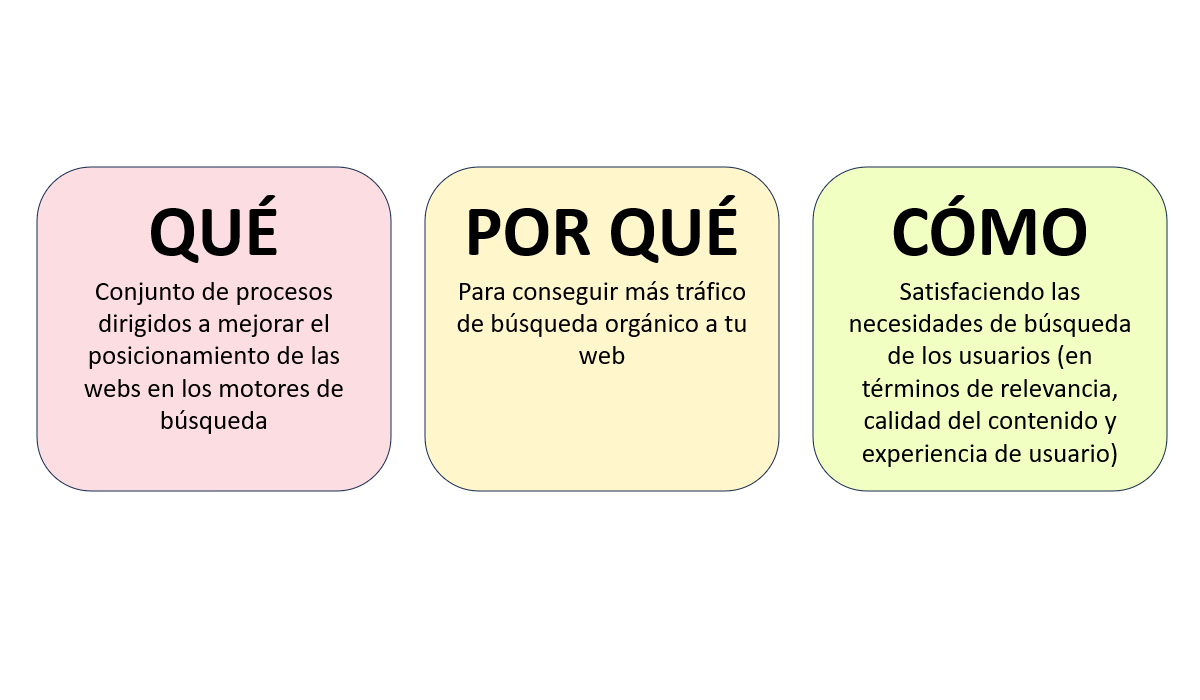 QUÉ
Conjunto de procesos
dirigidos a mejorar el
posicionamiento de las
webs en los motores de
búsqueda
POR QUÉ
Para conseguir más tráfico
de búsqueda orgánico a tu
web
CÓMO
Satisfaciendo las
necesidades de búsqueda
de los usuarios (en
términos de relevancia,
calidad del contenido y
experiencia de usuario)